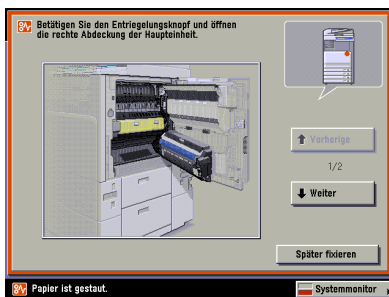 Betätigen Sie den Entriegelungsknopf und öffnen
die rechte Abdeckung der Haupteinheit.
Vorherige
1/2
Weiter
Später fixieren
Papier ist gestaut.
Systemmonitor